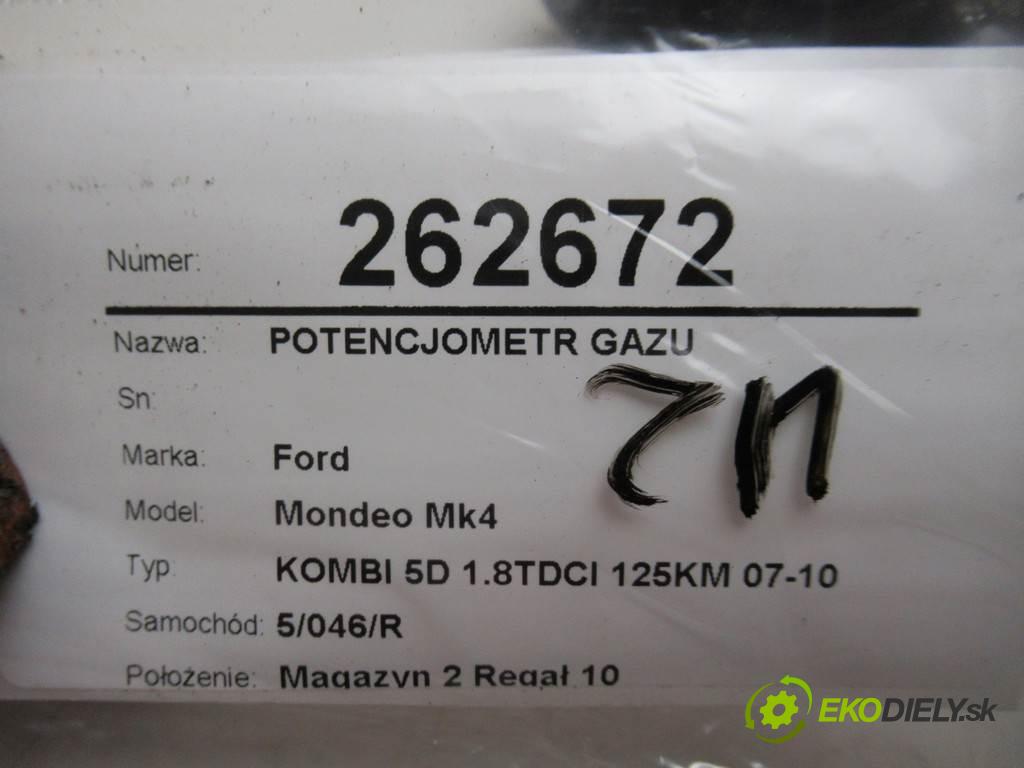 Numer: 262672
Nazwa: POTENCJOMETR GAZU
Sn:
Marka: Ford
Model: Mondeo Mk4
Typ: KOMBI 5D 1.8TDCI 125KM 07-10
Samochód: 5/046/R
Położenie: Magazyn 2 Regał 10
EKODIELY.sk